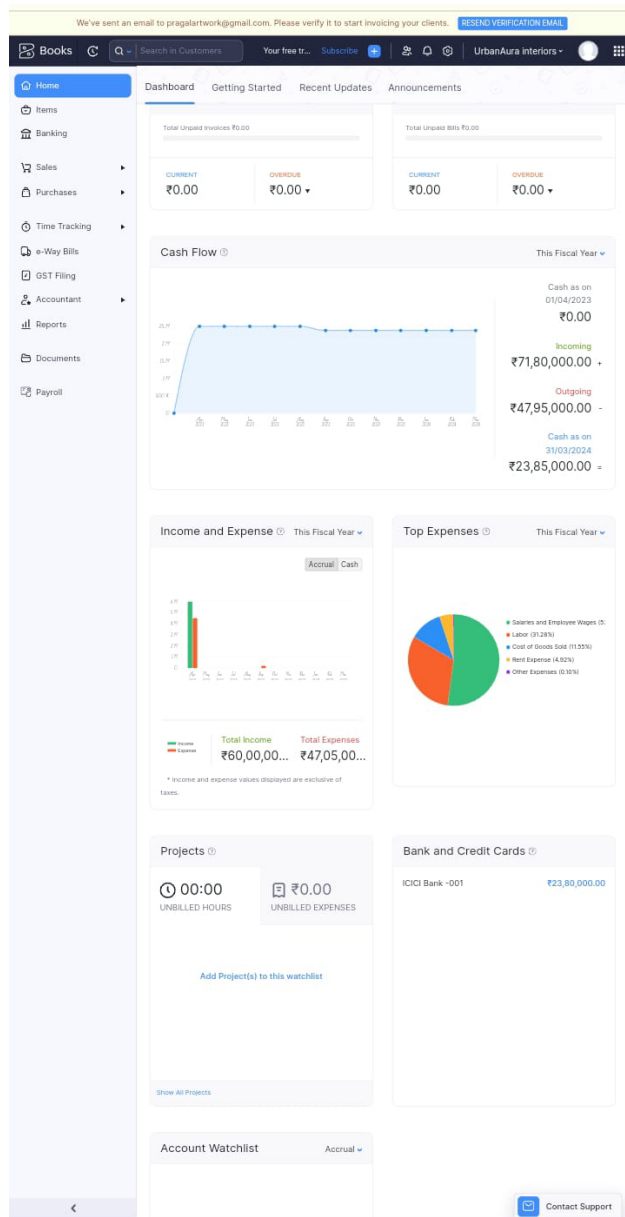 We've sent an email to pragalartwork@gmail.com. Please verify it to start invoicing your clients. RESEND VERIFICATION EMAIL
Books Search in Customers Your free tr... Subscribe UrbanAura interiors
Home
Items
Banking
Sales
Purchases
Time Tracking
e-Way Bills
GST Filing
Accountant
Reports
Documents
Payroll
Dashboard Getting Started Recent Updates Announcements
Total Unpaid Invoices ₹0.00
CURRENT OVERDUE
₹0.00 ₹0.00
Total Unpaid Bills ₹0.00
CURRENT OVERDUE
₹0.00 ₹0.00
Cash Flow This Fiscal Year
Cash as on
01/04/2023
₹0.00
Incoming
₹71,80,000.00 +
Outgoing
₹47,95,000.00 -
Cash as on
31/03/2024
₹23,85,000.00 =
Income and Expense This Fiscal Year
Accrual Cash
Income
Expense
Total Income Total Expenses
₹60,00,00... ₹47,05,00...
* Income and expense values displayed are exclusive of
taxes.
Top Expenses This Fiscal Year
Salaries and Employee Wages (5
Labor (31.28%)
Cost of Goods Sold (11.55%)
Rent Expense (4.92%)
Other Expenses (0.10%)
Projects
00:00 ₹0.00
UNBILLED HOURS UNBILLED EXPENSES
Add Project(s) to this watchlist
Show All Projects
Bank and Credit Cards
ICICI Bank -001 ₹23,80,000.00
Account Watchlist Accrual
Contact Support